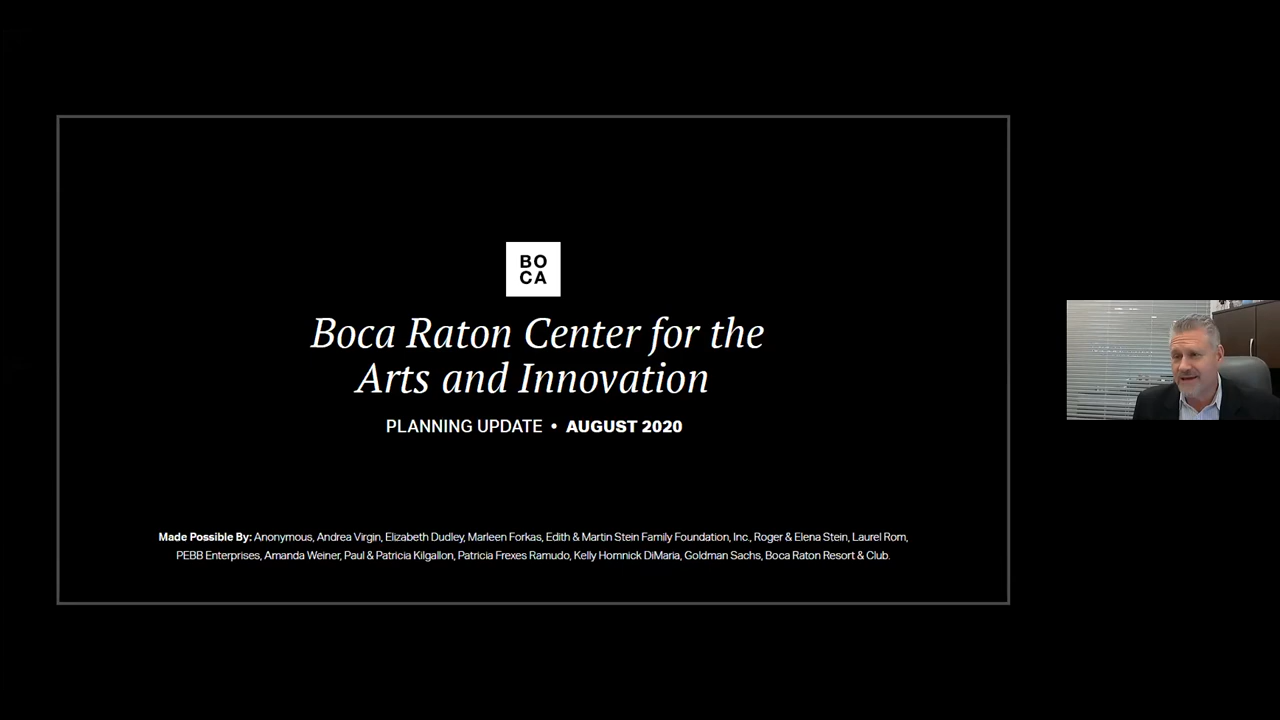 BO
CA
Boca Raton Center for the
Arts and Innovation
PLANNING UPDATE • AUGUST 2020
Made Possible By: Anonymous, Andrea Virgin, Elizabeth Dudley, Marleen Forkas, Edith & Martin Stein Family Foundation, Inc., Roger & Elena Stein, Laurel Rom,
PEBB Enterprises, Amanda Weiner, Paul & Patricia Kilgallon, Patricia Frexes Ramudo, Kelly Homnick DiMaria, Goldman Sachs, Boca Raton Resort & Club.